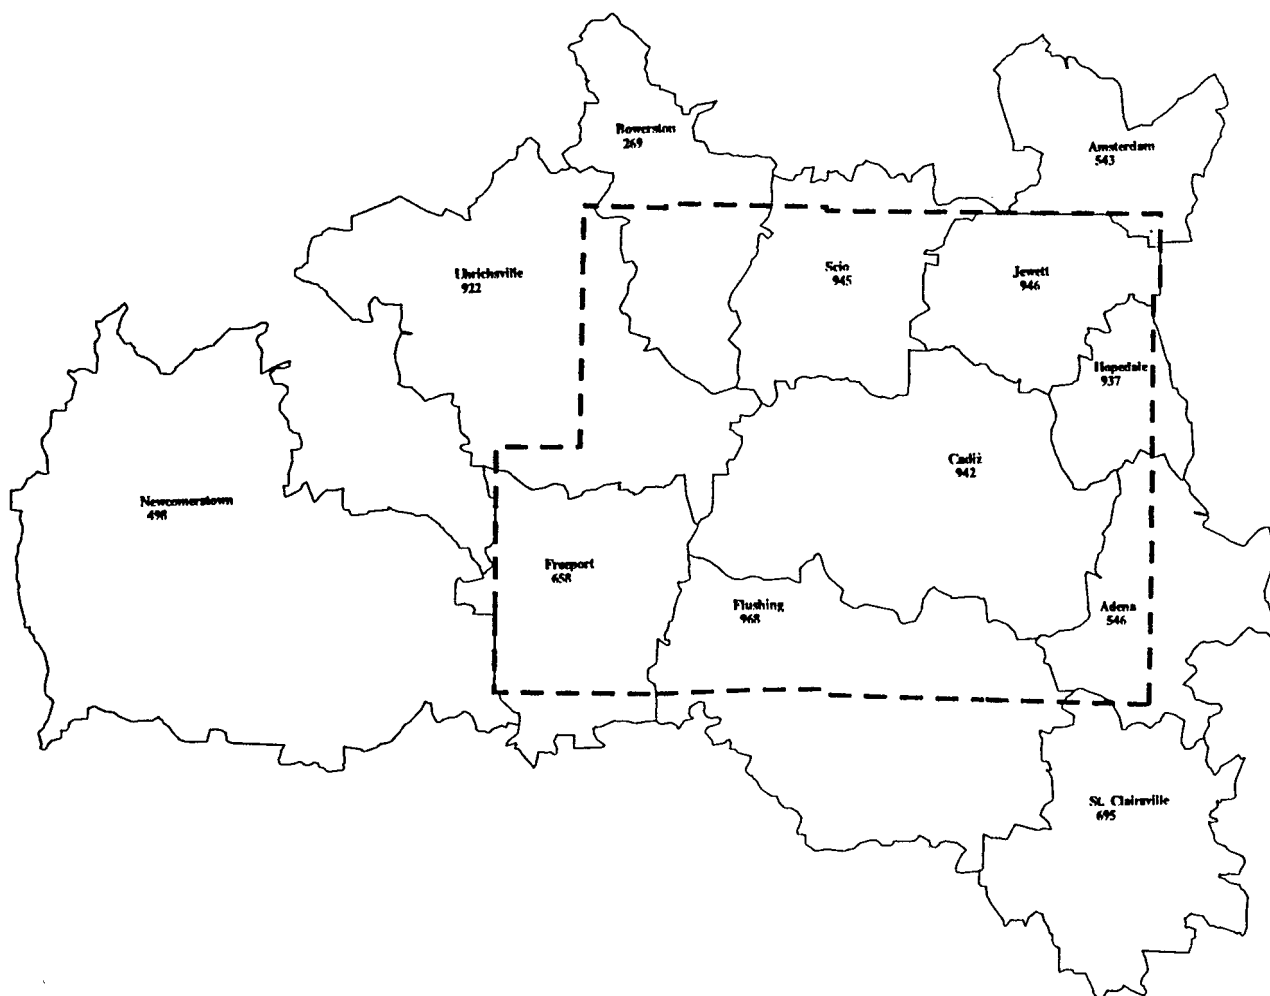 Bowerston
269
Amsterdam
543
Uhrichsville
922
Scio
945
Jewett
946
Hopedale
937
Cadiz
942
Newcomerstown
498
Freeport
658
Flushing
968
Adena
546
St. Clairsville
695